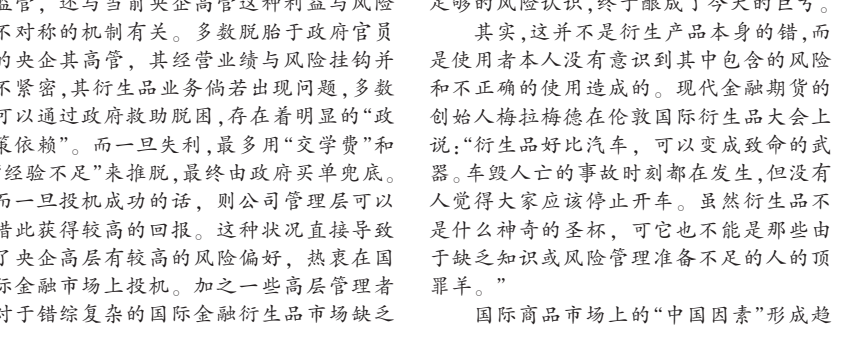 监管，还与当前央企高管这种利益与风险
不对称的机制有关。多数脱胎于政府官员
的央企其高管，其经营业绩与风险挂钩并
不紧密,其衍生品业务倘若出现问题,多数
可以通过政府救助脱困,存在着明显的“政
策依赖”。而一旦失利,最多用“交学费”和
“经验不足”来推脱,最终由政府买单兜底。
而一旦投机成功的话，则公司管理层可以
借此获得较高的回报。这种状况直接导致
了央企高层有较高的风险偏好，热衷在国
际金融市场上投机。加之一些高层管理者
对于错综复杂的国际金融衍生品市场缺乏
足够的风险认识,终于酿成了今天的巨亏。
其实,这并不是衍生产品本身的错,而
是使用者本人没有意识到其中包含的风险
和不正确的使用造成的。现代金融期货的
创始人梅拉梅德在伦敦国际衍生品大会上
说:“衍生品好比汽车，可以变成致命的武
器。车毁人亡的事故时刻都在发生,但没有
人觉得大家应该停止开车。虽然衍生品不
是什么神奇的圣杯，可它也不能是那些由
于缺乏知识或风险管理准备不足的人的顶
罪羊。”
国际商品市场上的“中国因素”形成趋